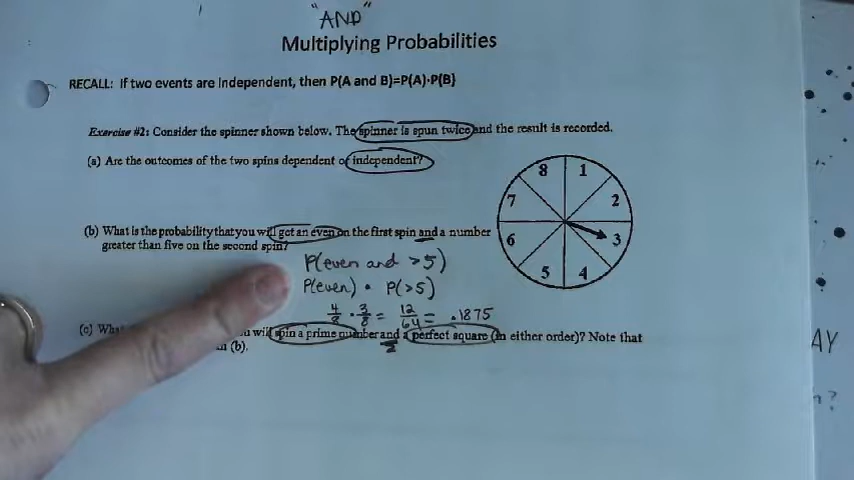 "AND"
Multiplying Probabilities
RECALL: If two events are independent, then P(A and B)=P(A)·P(B)
Exercise #2: Consider the spinner shown below. The spinner is spun twice and the result is recorded.
(a) Are the outcomes of the two spins dependent or independent?
8 1
7 2
6 3
5 4
(b) What is the probability that you will get an even on the first spin and a number
greater than five on the second spin?
P(even and >5)
P(even) • P(>5)
4/8 · 3/8 = 12/64 = .1875
(c) What will spin a prime number and a perfect square (in either order)? Note that
(b).
AY
?